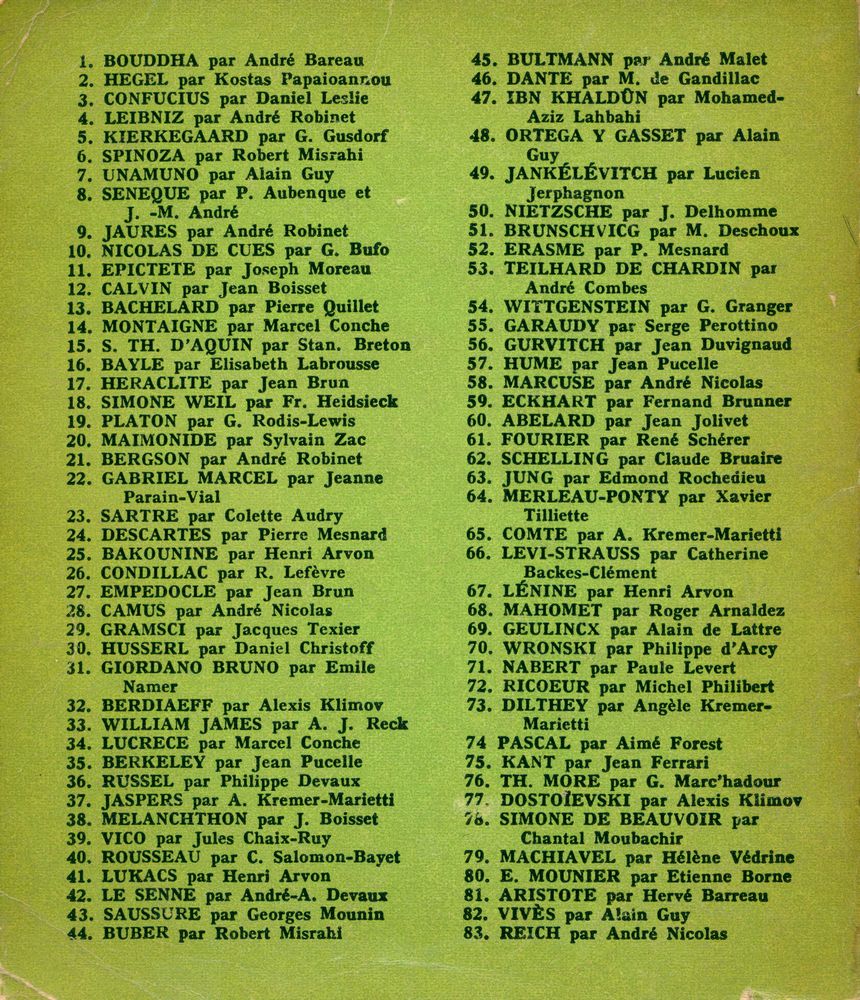 1. BOUDDHA par André Bareau
2. HEGEL par Kostas Papaioannou
3. CONFUCIUS par Daniel Leslie
4. LEIBNIZ par André Robinet
5. KIERKEGAARD par G. Gusdorf
6. SPINOZA par Robert Misrahi
7. UNAMUNO par Alain Guy
8. SENEQUE par P. Aubenque et
J. -M. André
9. JAURES par André Robinet
10. NICOLAS DE CUES par G. Bufo
11. EPICTETE par Joseph Moreau
12. CALVIN par Jean Boisset
13. BACHELARD par Pierre Quillet
14. MONTAIGNE par Marcel Conche
15. S. TH. D'AQUIN par Stan. Breton
16. BAYLE par Elisabeth Labrousse
17. HERACLITE par Jean Brun
18. SIMONE WEIL par Fr. Heidsieck
19. PLATON par G. Rodis-Lewis
20. MAIMONIDE par Sylvain Zac
21. BERGSON par André Robinet
22. GABRIEL MARCEL par Jeanne
Parain-Vial
23. SARTRE par Colette Audry
24. DESCARTES par Pierre Mesnard
25. BAKOUNINE par Henri Arvon
26. CONDILLAC par R. Lefèvre
27. EMPEDOCLE par Jean Brun
28. CAMUS par André Nicolas
29. GRAMSCI par Jacques Texier
30. HUSSERL par Daniel Christoff
31. GIORDANO BRUNO par Emile
Namer
32. BERDIAEFF par Alexis Klimov
33. WILLIAM JAMES par A. J. Reck
34. LUCRECE par Marcel Conche
35. BERKELEY par Jean Pucelle
36. RUSSEL par Philippe Devaux
37. JASPERS par A. Kremer-Marietti
38. MELANCHTHON par J. Boisset
39. VICO par Jules Chaix-Ruy
40. ROUSSEAU par C. Salomon-Bayet
41. LUKACS par Henri Arvon
42. LE SENNE par André-A. Devaux
43. SAUSSURE par Georges Mounin
44. BUBER par Robert Misrahi
45. BULTMANN par André Malet
46. DANTE par M. de Gandillac
47. IBN KHALDÛN par Mohamed-
Aziz Lahbabi
48. ORTEGA Y GASSET par Alain
Guy
49. JANKÉLÉVITCH par Lucien
Jerphagnon
50. NIETZSCHE par J. Delhomme
51. BRUNSCHVICG par M. Deschoux
52. ERASME par P. Mesnard
53. TEILHARD DE CHARDIN par
André Combes
54. WITTGENSTEIN par G. Granger
55. GARAUDY par Serge Perottino
56. GURVITCH par Jean Duvignaud
57. HUME par Jean Pucelle
58. MARCUSE par André Nicolas
59. ECKHART par Fernand Brunner
60. ABELARD par Jean Jolivet
61. FOURIER par René Schérer
62. SCHELLING par Claude Bruaire
63. JUNG par Edmond Rochedieu
64. MERLEAU-PONTY par Xavier
Tilliette
65. COMTE par A. Kremer-Marietti
66. LEVI-STRAUSS par Catherine
Backes-Clément
67. LÉNINE par Henri Arvon
68. MAHOMET par Roger Arnaldez
69. GEULINCX par Alain de Lattre
70. WRONSKI par Philippe d'Arcy
71. NABERT par Paule Levert
72. RICOEUR par Michel Philibert
73. DILTHEY par Angèle Kremer-
Marietti
74 PASCAL par Aimé Forest
75. KANT par Jean Ferrari
76. TH. MORE par G. Marc'hadour
77. DOSTOÏEVSKI par Alexis Klimov
78. SIMONE DE BEAUVOIR par
Chantal Moubachir
79. MACHIAVEL par Hélène Védrine
80. E. MOUNIER par Etienne Borne
81. ARISTOTE par Hervé Barreau
82. VIVÈS par Alain Guy
83. REICH par André Nicolas